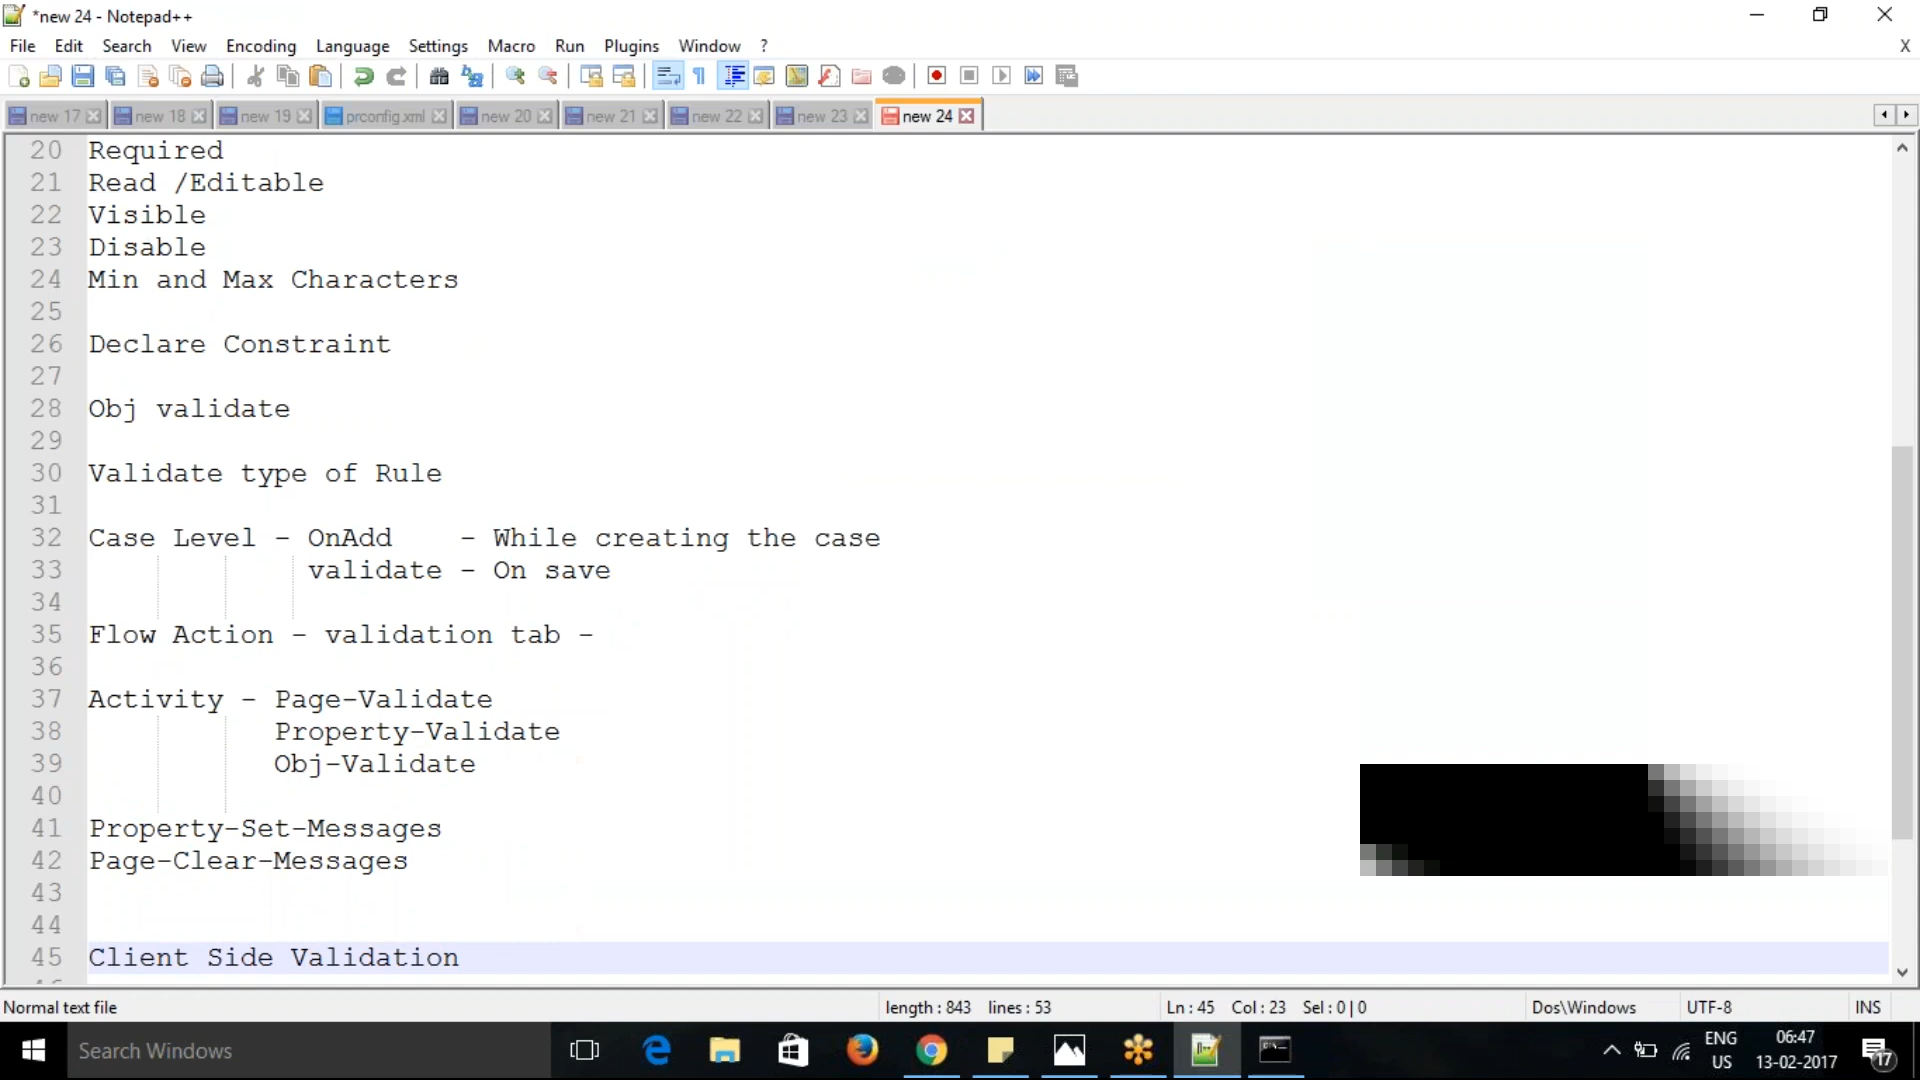 *new 24 - Notepad++
File Edit Search View Encoding Language Settings Macro Run Plugins Window ? X
new 17 new 18 new 19 prconfig.xml new 20 new 21 new 22 new 23 new 24
20 Required
21 Read /Editable
22 Visible
23 Disable
24 Min and Max Characters
25
26 Declare Constraint
27
28 Obj validate
29
30 Validate type of Rule
31
32 Case Level - OnAdd - While creating the case
33 validate - On save
34
35 Flow Action - validation tab -
36
37 Activity - Page-Validate
38 Property-Validate
39 Obj-Validate
40
41 Property-Set-Messages
42 Page-Clear-Messages
43
44
45 Client Side Validation
Normal text file length : 843 lines : 53 Ln : 45 Col : 23 Sel : 0 | 0 Dos\Windows UTF-8 INS
Search Windows ENG 06:47
US 13-02-2017 17